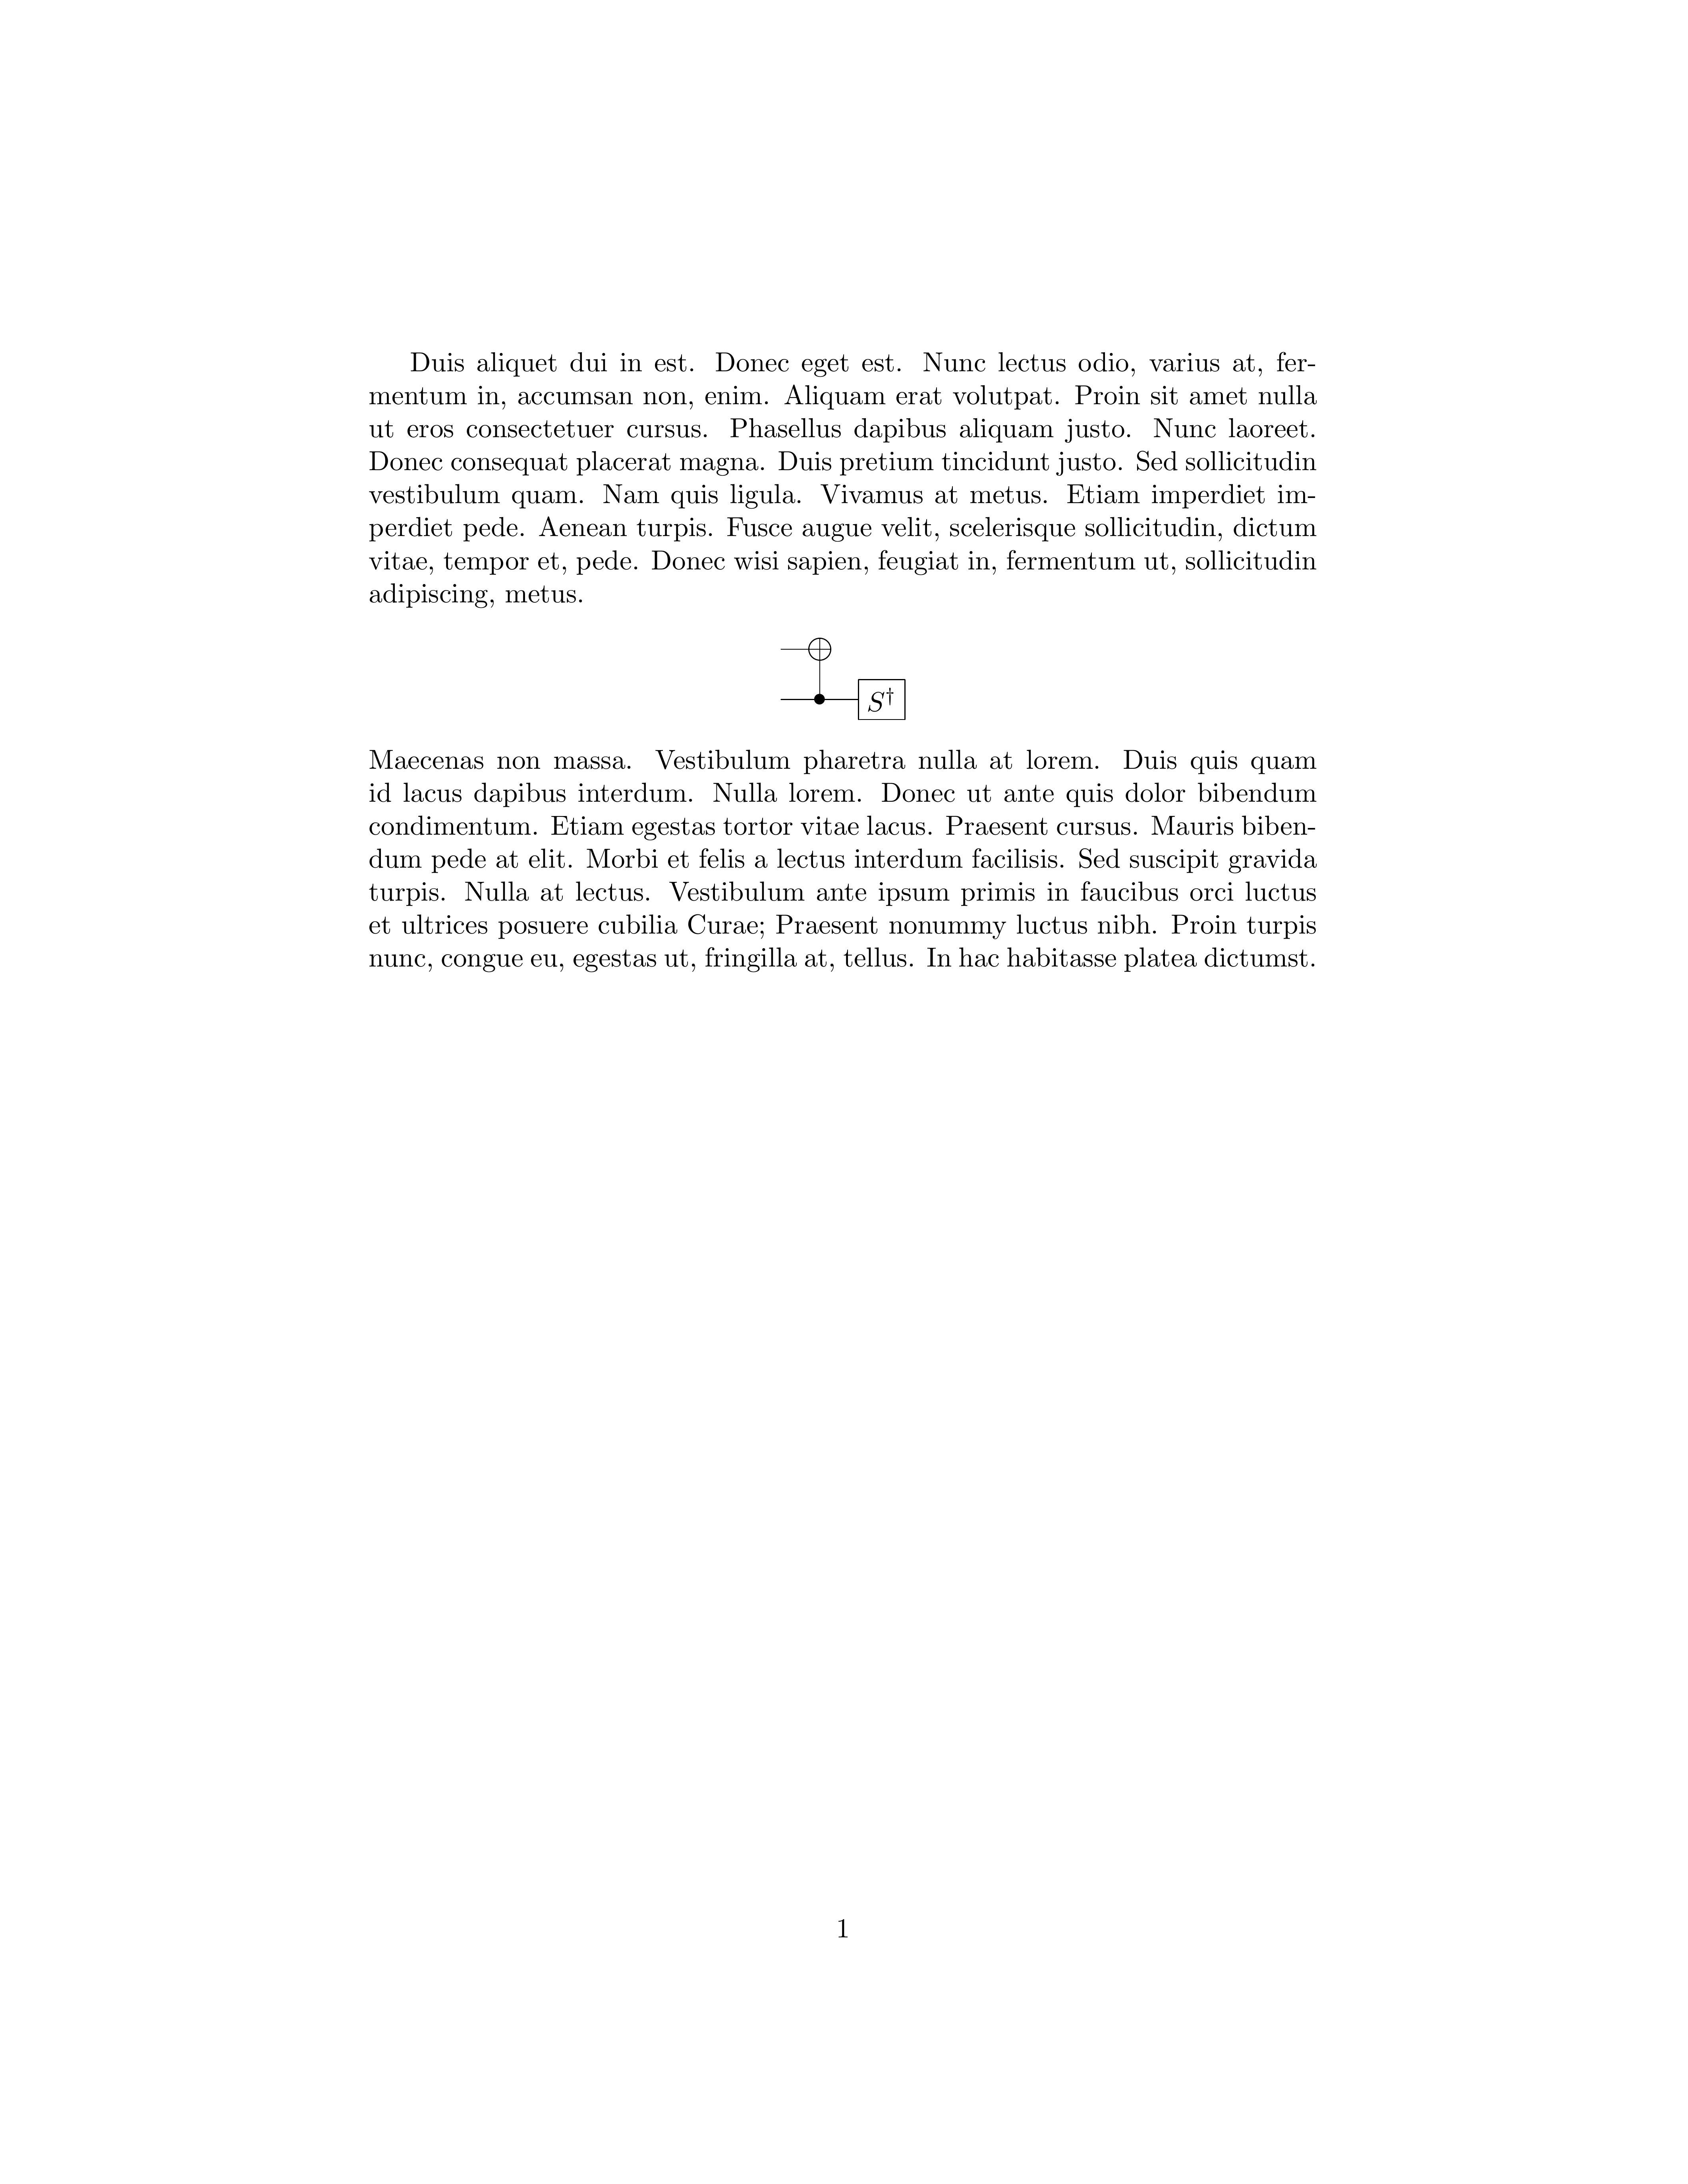 Duis aliquet dui in est. Donec eget est. Nunc lectus odio, varius at, fer-
mentum in, accumsan non, enim. Aliquam erat volutpat. Proin sit amet nulla
ut eros consectetuer cursus. Phasellus dapibus aliquam justo. Nunc laoreet.
Donec consequat placerat magna. Duis pretium tincidunt justo. Sed sollicitudin
vestibulum quam. Nam quis ligula. Vivamus at metus. Etiam imperdiet im-
perdiet pede. Aenean turpis. Fusce augue velit, scelerisque sollicitudin, dictum
vitae, tempor et, pede. Donec wisi sapien, feugiat in, fermentum ut, sollicitudin
adipiscing, metus.
S†
Maecenas non massa. Vestibulum pharetra nulla at lorem. Duis quis quam
id lacus dapibus interdum. Nulla lorem. Donec ut ante quis dolor bibendum
condimentum. Etiam egestas tortor vitae lacus. Praesent cursus. Mauris biben-
dum pede at elit. Morbi et felis a lectus interdum facilisis. Sed suscipit gravida
turpis. Nulla at lectus. Vestibulum ante ipsum primis in faucibus orci luctus
et ultrices posuere cubilia Curae; Praesent nonummy luctus nibh. Proin turpis
nunc, congue eu, egestas ut, fringilla at, tellus. In hac habitasse platea dictumst.
1